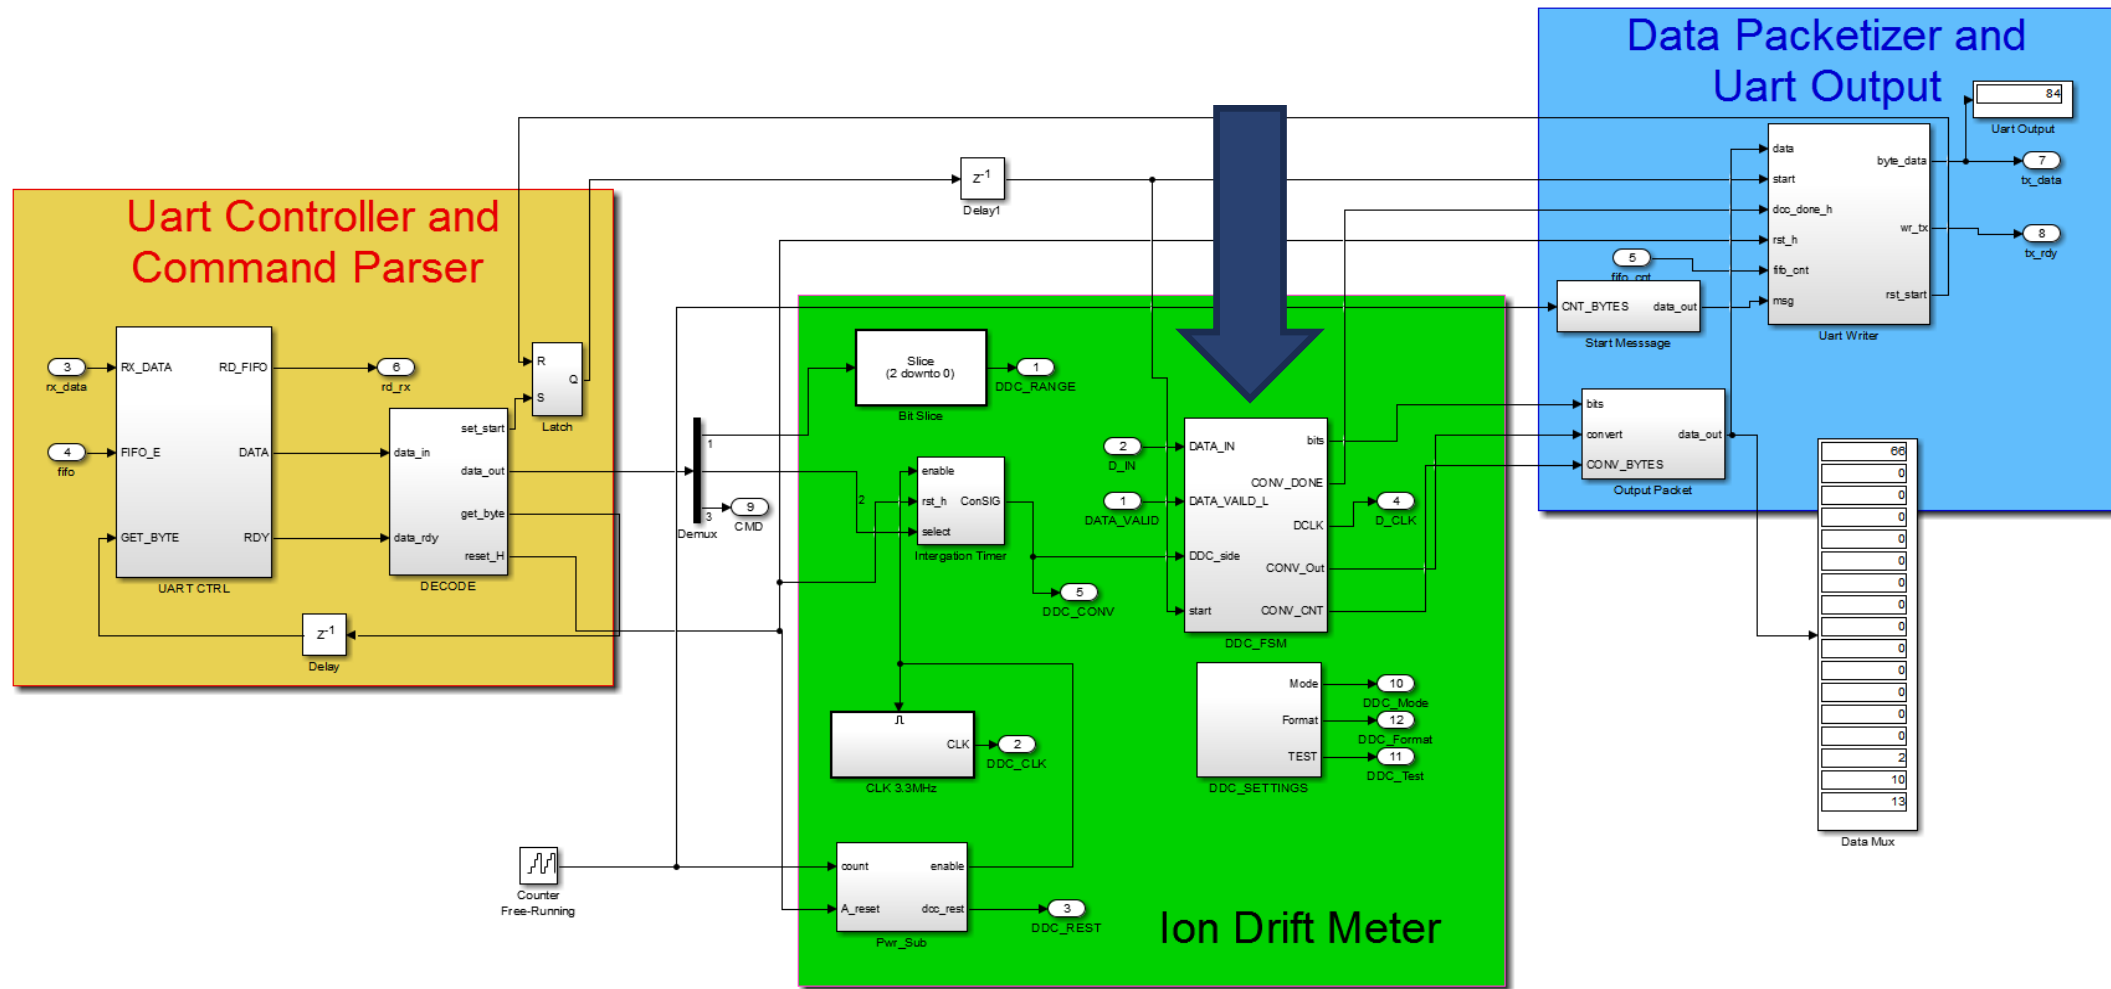 Data Packetizer and
Uart Output
84
Uart Output
data
start
dcc_done_h
rst_h
fifo_cnt
msg
byte_data
wr_tx
rst_start
Uart Writer
7
tx_data
8
tx_rdy
5
fifo_cnt
CNT_BYTES
data_out
Start Messsage
bits
convert
CONV_BYTES
data_out
Output Packet
66
0
0
0
0
0
0
0
0
0
0
0
0
0
2
10
13
Data Mux
z-1
Delay1
Uart Controller and
Command Parser
3
rx_data
4
fifo
RX_DATA
FIFO_E
GET_BYTE
RD_FIFO
DATA
RDY
UART CTRL
6
rd_rx
data_in
data_rdy
set_start
data_out
get_byte
reset_H
DECODE
R
S
Q
Latch
z-1
Delay
1
2
3
Demux
9
CMD
Slice
(2 downto 0)
Bit Slice
1
DDC_RANGE
enable
rst_h
select
ConSIG
Intergation Timer
5
DDC_CONV
2
D_IN
1
DATA_VALID
DATA_IN
DATA_VAILD_L
DDC_side
start
bits
CONV_DONE
DCLK
CONV_Out
CONV_CNT
DDC_FSM
4
D_CLK
Mode
Format
TEST
DDC_SETTINGS
10
DDC_Mode
12
DDC_Format
11
DDC_Test
CLK
CLK 3.3MHz
2
DDC_CLK
Counter
Free-Running
count
A_reset
enable
dcc_rest
Pwr_Sub
3
DDC_REST
Ion Drift Meter